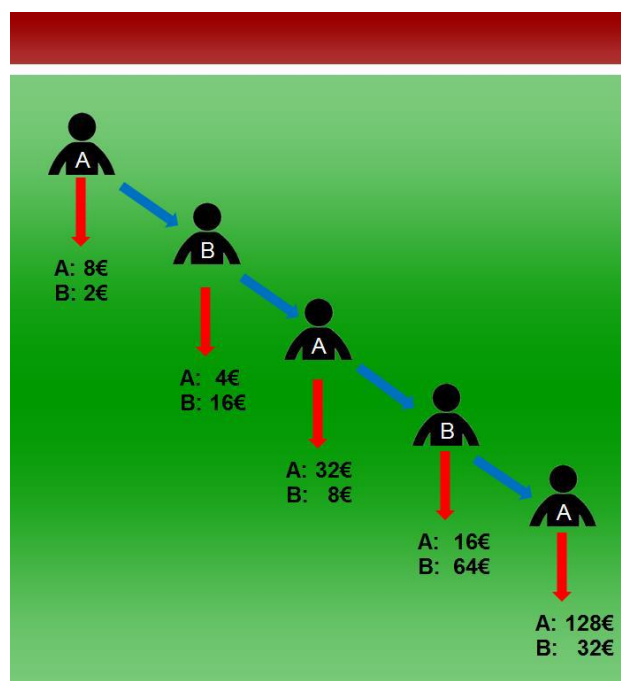 A
A: 8€
B: 2€
B
A: 4€
B: 16€
A
A: 32€
B: 8€
B
A: 16€
B: 64€
A
A: 128€
B: 32€